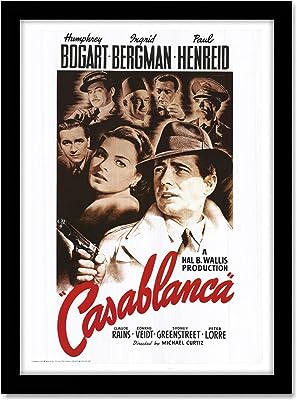 Humphrey Ingrid Paul
BOGART · BERGMAN · HENREID
A
HAL B. WALLIS
PRODUCTION
"Casablanca"
CLAUDE CONRAD SYDNEY PETER
RAINS · VEIDT · GREENSTREET · LORRE
Directed by MICHAEL CURTIZ